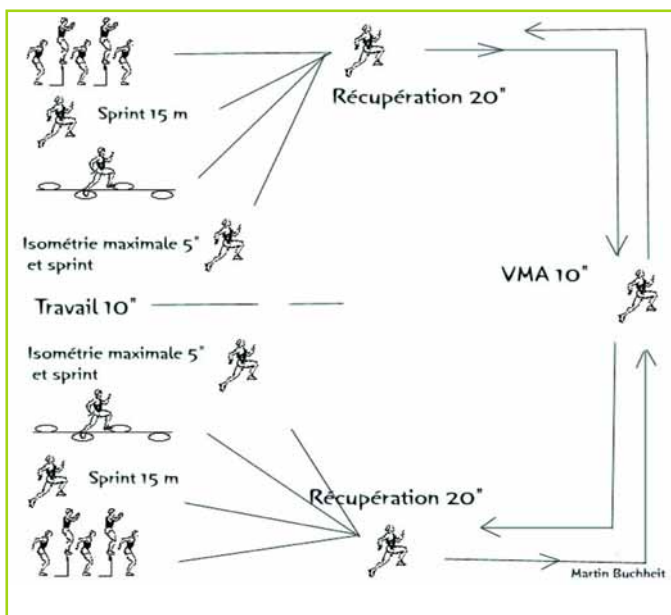 Récupération 20"
Sprint 15 m
Isométrie maximale 5"
et sprint
VMA 10"
Travail 10"
Isométrie maximale 5"
et sprint
Sprint 15 m
Récupération 20"
Martin Buchheit